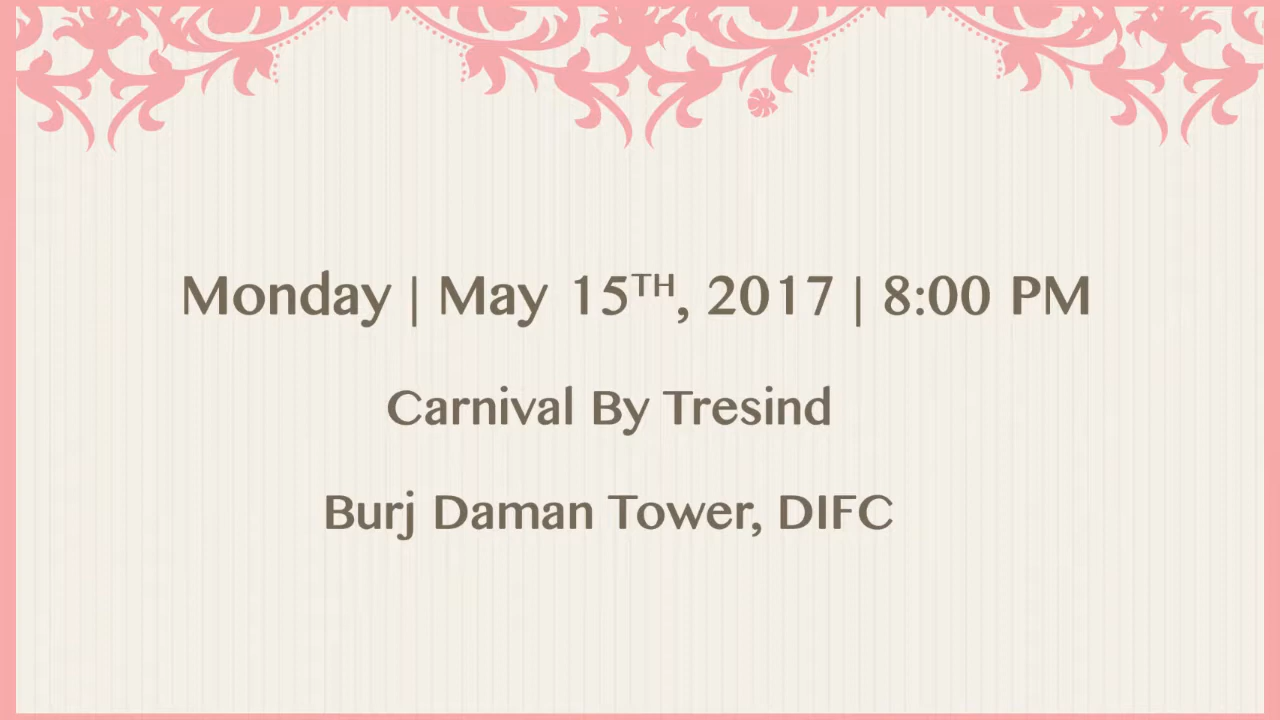 Monday | May 15TH, 2017 | 8:00 PM
Carnival By Tresind
Burj Daman Tower, DIFC